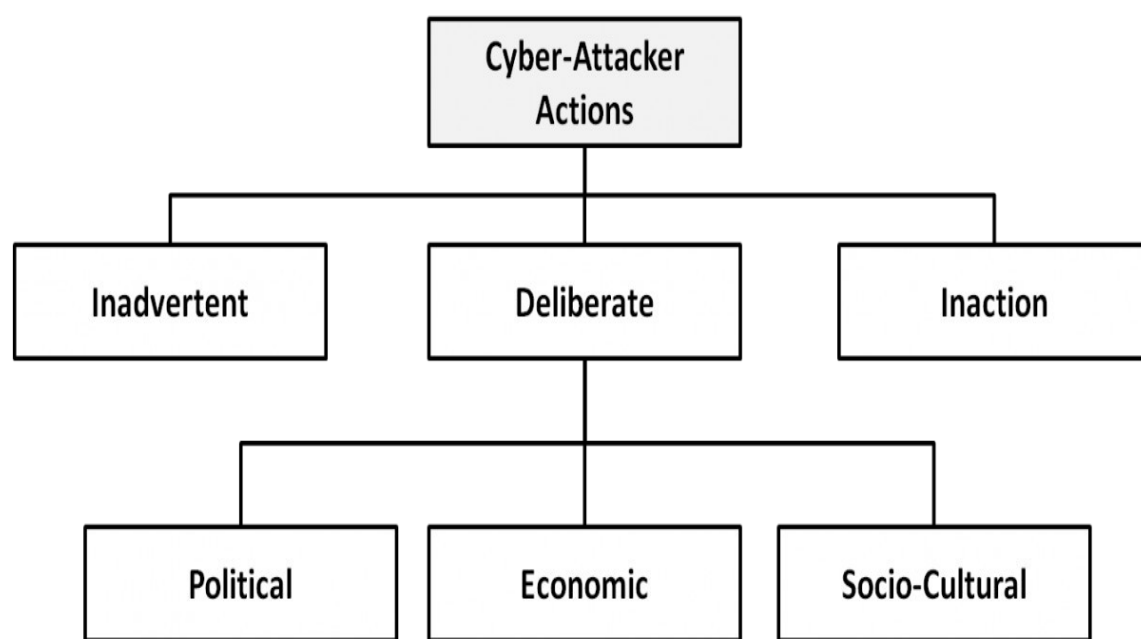 Cyber-Attacker
Actions
Inadvertent
Deliberate
Inaction
Political
Economic
Socio-Cultural